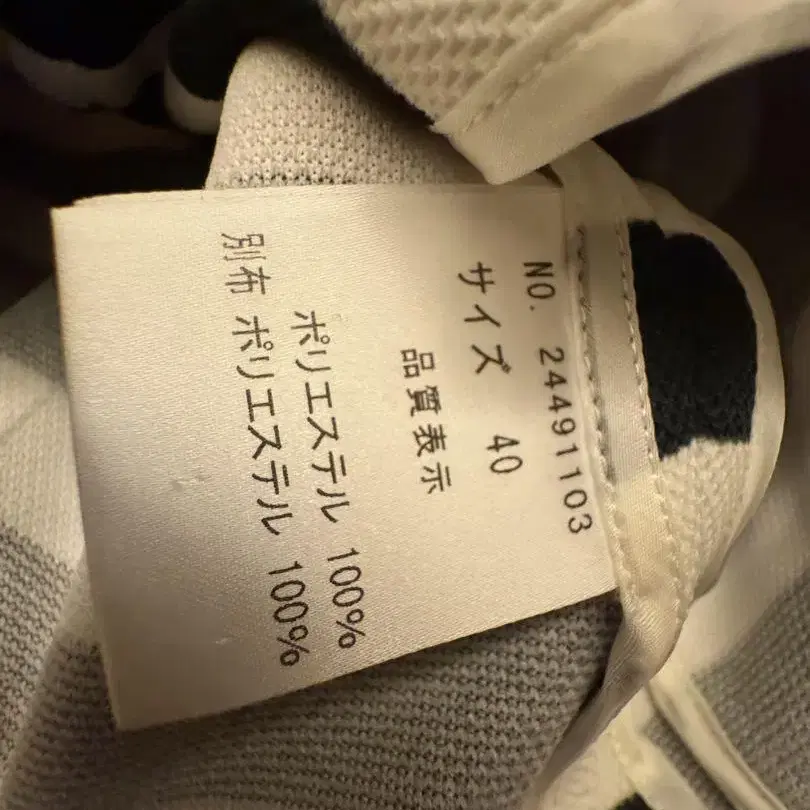 NO. 24491103
サイズ 40
品質表示
ポリエステル 100%
別布 ポリエステル 100%